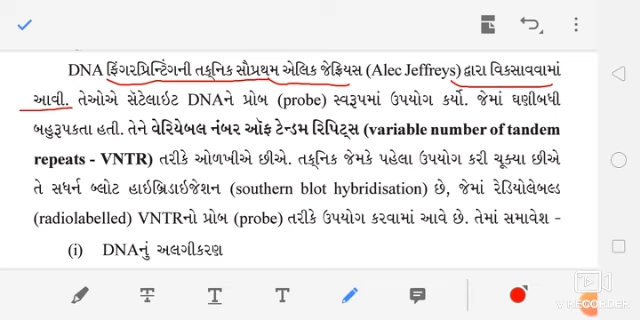 DNA ફિંગરપ્રિન્ટિંગની તક્નિક સૌપ્રથમ એલિક જેફ્રિયસ (Alec Jeffreys) દ્વારા વિકસાવવામાં
આવી. તેઓએ સૅટેલાઇટ DNAને પ્રોબ (probe) સ્વરૂપમાં ઉપયોગ કર્યો. જેમાં ઘણીબધી
બહુરૂપકતા હતી. તેને વેરિયેબલ નંબર ઑફ ટેન્ડમ રિપિટ્સ (variable number of tandem
repeats - VNTR) તરીકે ઓળખીએ છીએ. તક્નિક જેમકે પહેલા ઉપયોગ કરી ચૂક્યા છીએ
તે સધર્ન બ્લોટ હાઇબ્રિડાઇજેશન (southern blot hybridisation) છે, જેમાં રેડિયોલેબલ્ડ
(radiolabelled) VNTRનો પ્રોબ (probe) તરીકે ઉપયોગ કરવામાં આવે છે. તેમાં સમાવેશ -
(i) DNAનું અલગીકરણ
V RECORDER